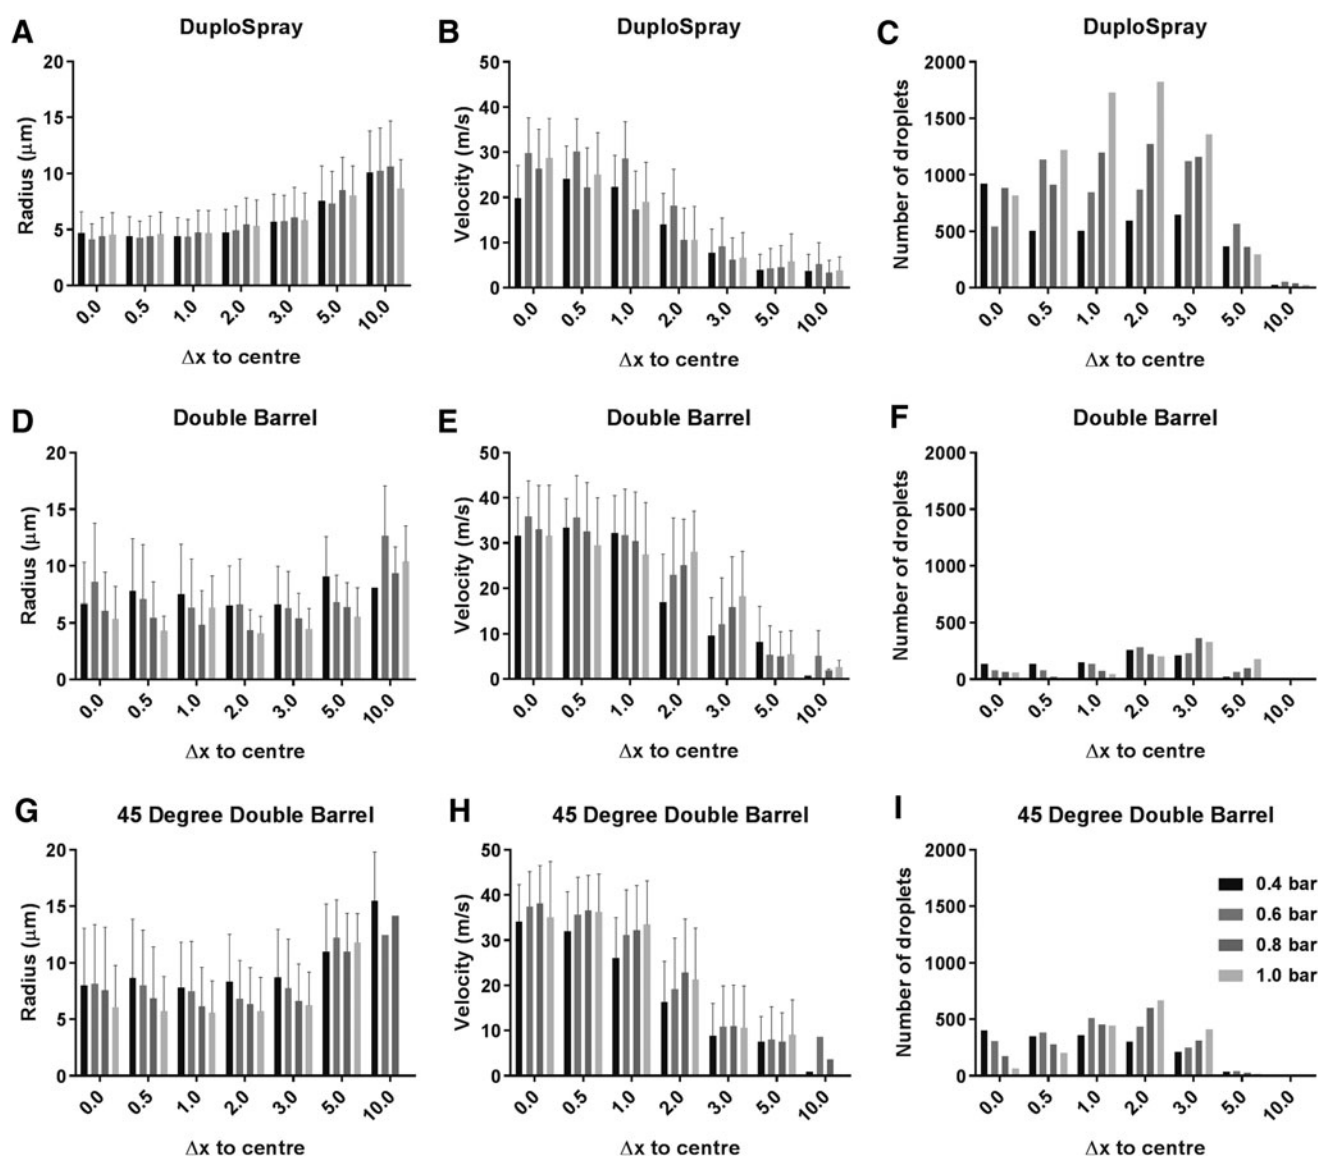 A DuploSpray
Radius (µm)
20
15
10
5
0
0.0 0.5 1.0 2.0 3.0 5.0 10.0
Δx to centre
B DuploSpray
Velocity (m/s)
50
40
30
20
10
0
0.0 0.5 1.0 2.0 3.0 5.0 10.0
Δx to centre
C DuploSpray
Number of droplets
2000
1500
1000
500
0
0.0 0.5 1.0 2.0 3.0 5.0 10.0
Δx to centre
D Double Barrel
Radius (µm)
20
15
10
5
0
0.0 0.5 1.0 2.0 3.0 5.0 10.0
Δx to centre
E Double Barrel
Velocity (m/s)
50
40
30
20
10
0
0.0 0.5 1.0 2.0 3.0 5.0 10.0
Δx to centre
F Double Barrel
Number of droplets
2000
1500
1000
500
0
0.0 0.5 1.0 2.0 3.0 5.0 10.0
Δx to centre
G 45 Degree Double Barrel
Radius (µm)
20
15
10
5
0
0.0 0.5 1.0 2.0 3.0 5.0 10.0
Δx to centre
H 45 Degree Double Barrel
Velocity (m/s)
50
40
30
20
10
0
0.0 0.5 1.0 2.0 3.0 5.0 10.0
Δx to centre
I 45 Degree Double Barrel
Number of droplets
2000
1500
1000
500
0
0.0 0.5 1.0 2.0 3.0 5.0 10.0
Δx to centre
0.4 bar
0.6 bar
0.8 bar
1.0 bar